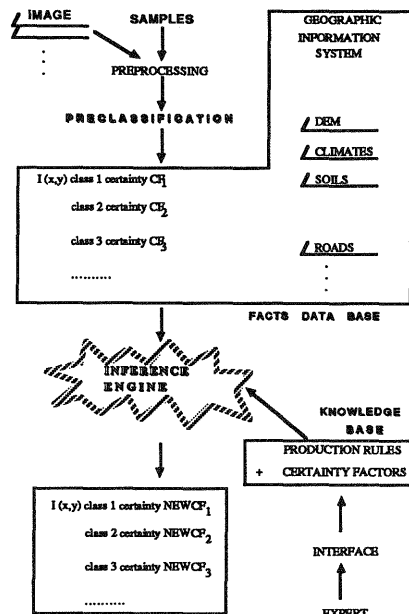 IMAGE
SAMPLES
PREPROCESSING
PRECLASSIFICATION
GEOGRAPHIC
INFORMATION
SYSTEM
DEM
CLIMATES
SOILS
ROADS
I (x,y) class 1 certainty CF1
class 2 certainty CF2
class 3 certainty CF3
..........
FACTS DATA BASE
INFERENCE
ENGINE
KNOWLEDGE
BASE
PRODUCTION RULES
+ CERTAINTY FACTORS
I (x,y) class 1 certainty NEWCF1
class 2 certainty NEWCF2
class 3 certainty NEWCF3
..........
INTERFACE
EXPERT